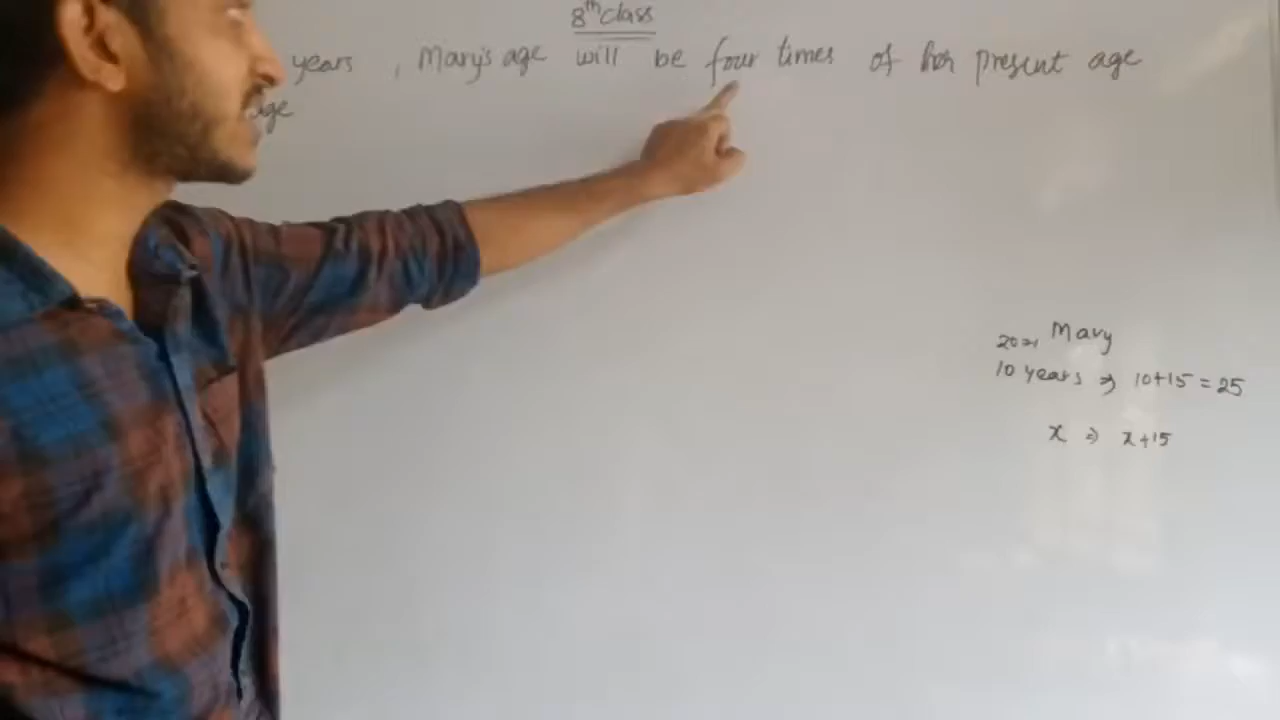 8th class
years , Mary's age will be four times of her present age
age
Mary
10 years ⇒ 10+15 = 25
x ⇒ x+15